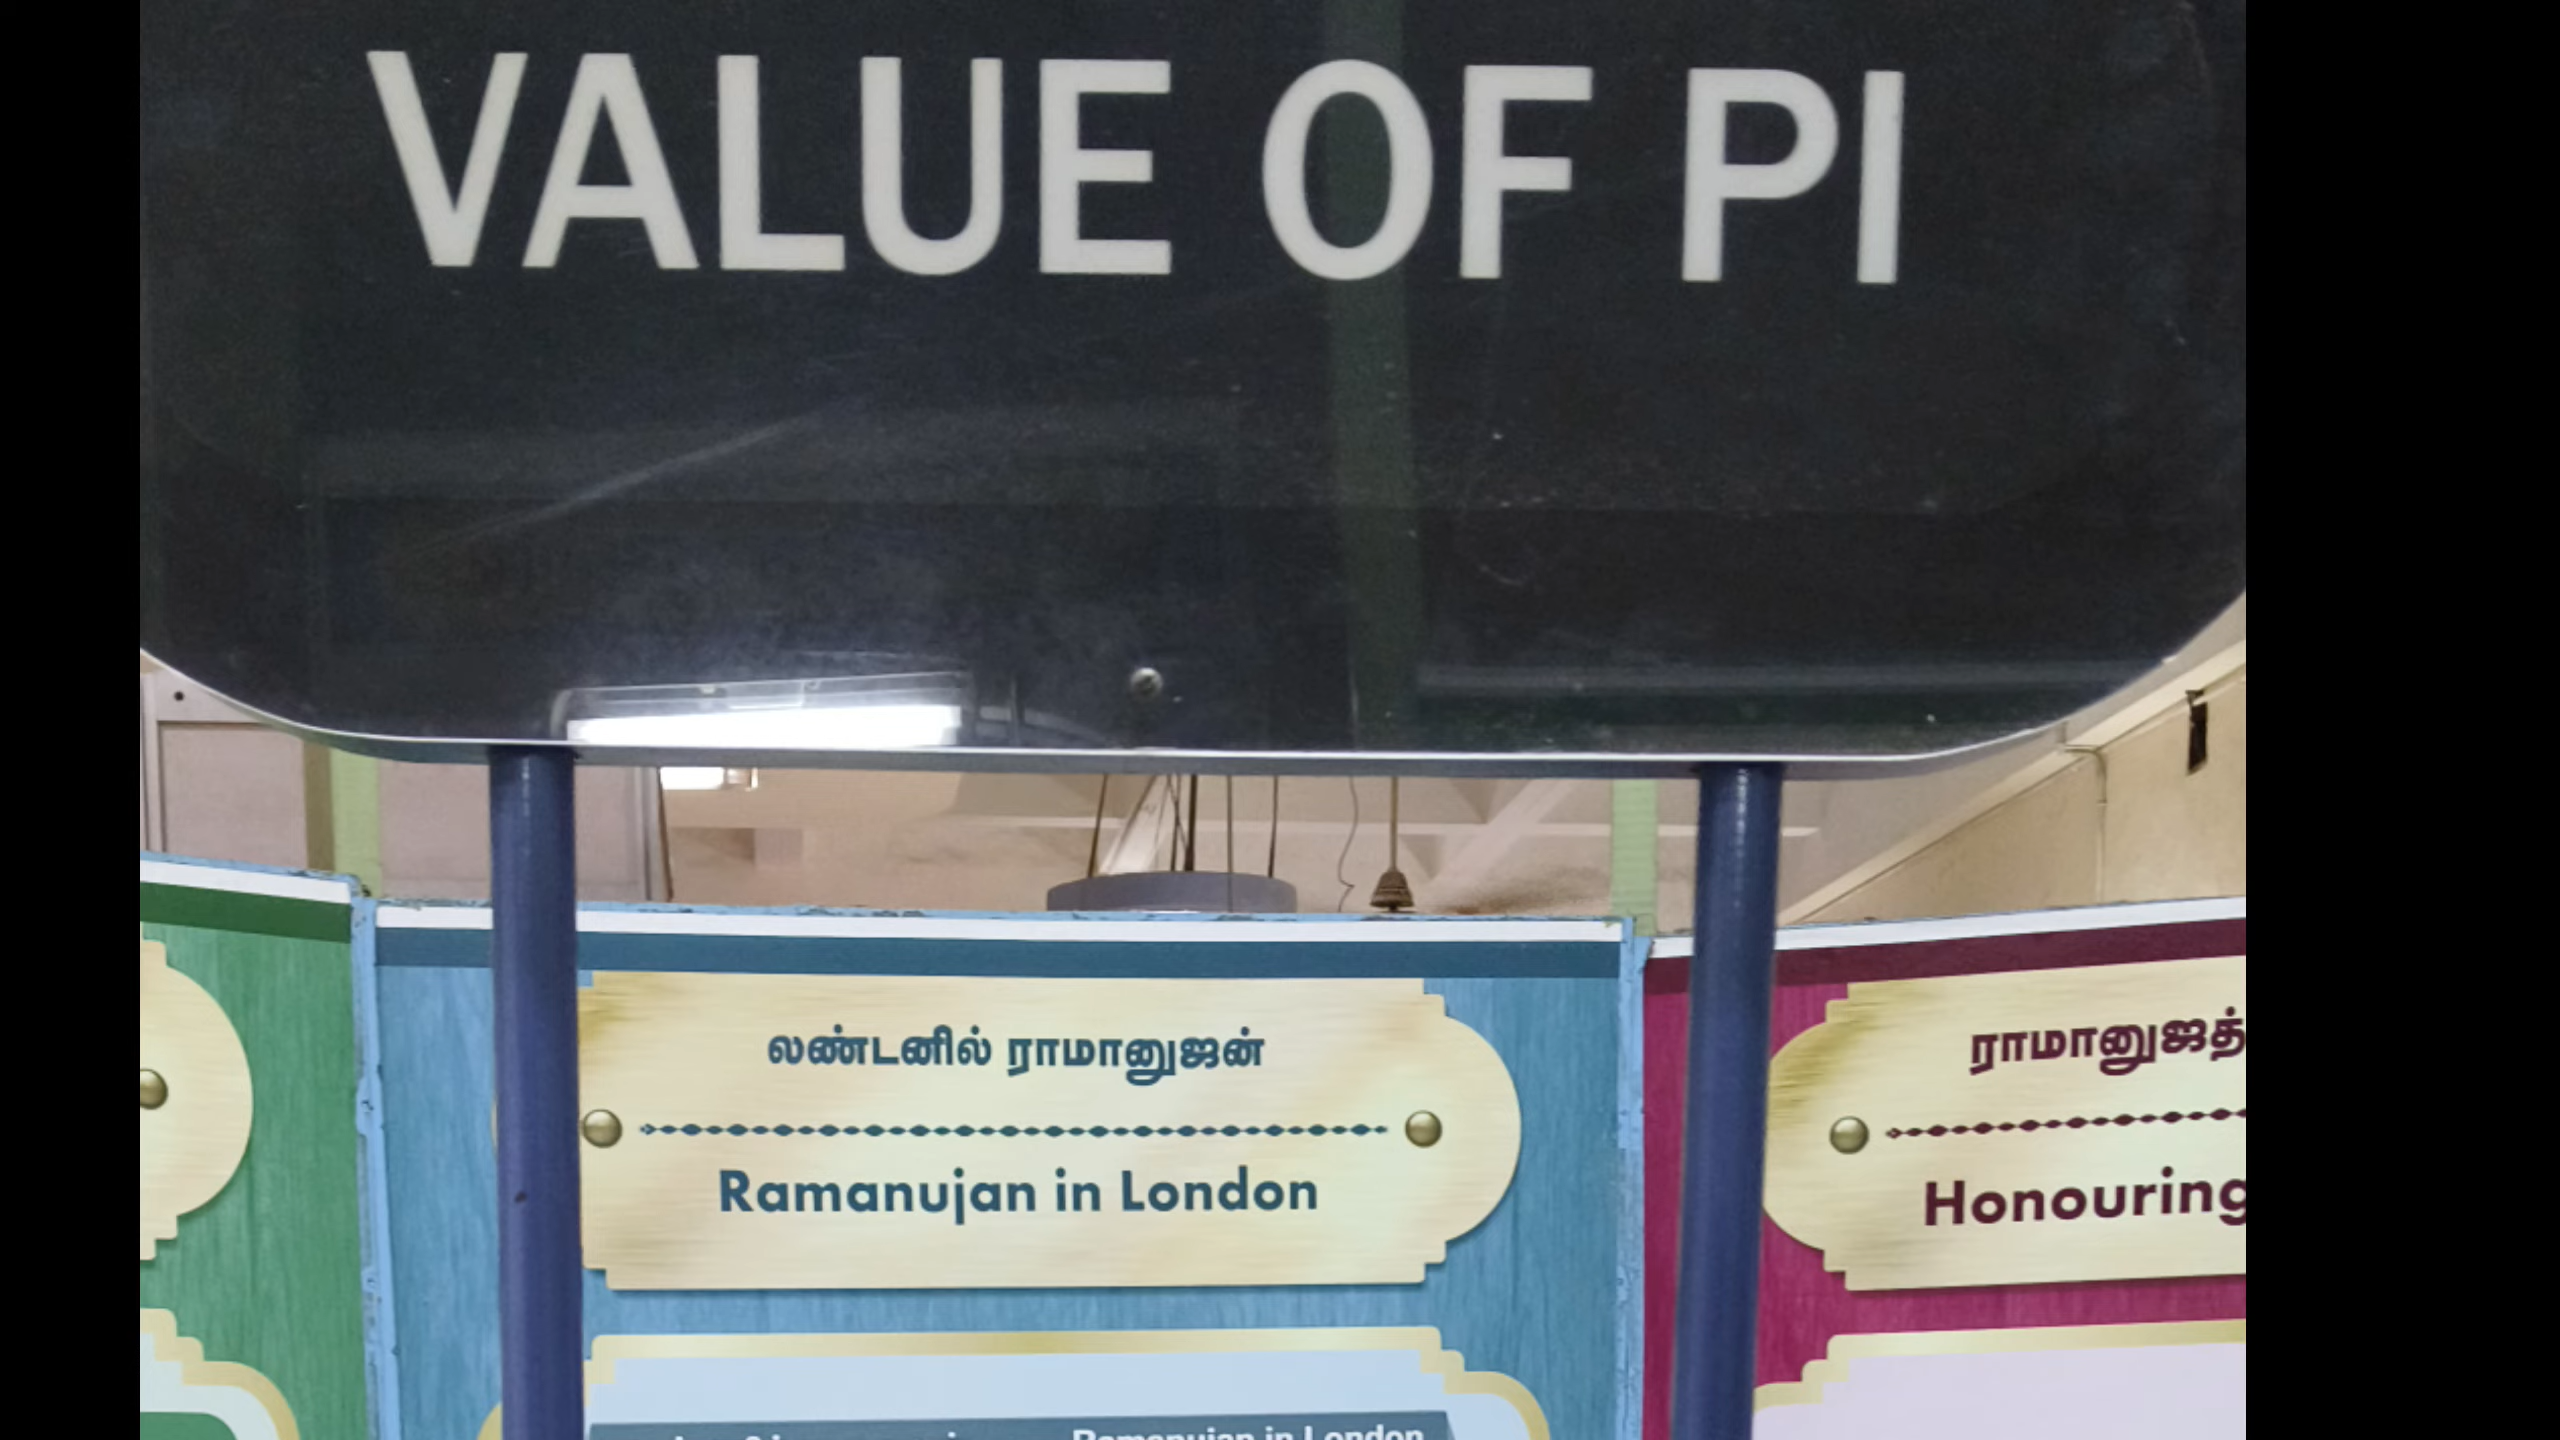 VALUE OF PI
லண்டனில் ராமானுஜன்
Ramanujan in London
ராமானுஜத்
Honouring
Ramanujan in London